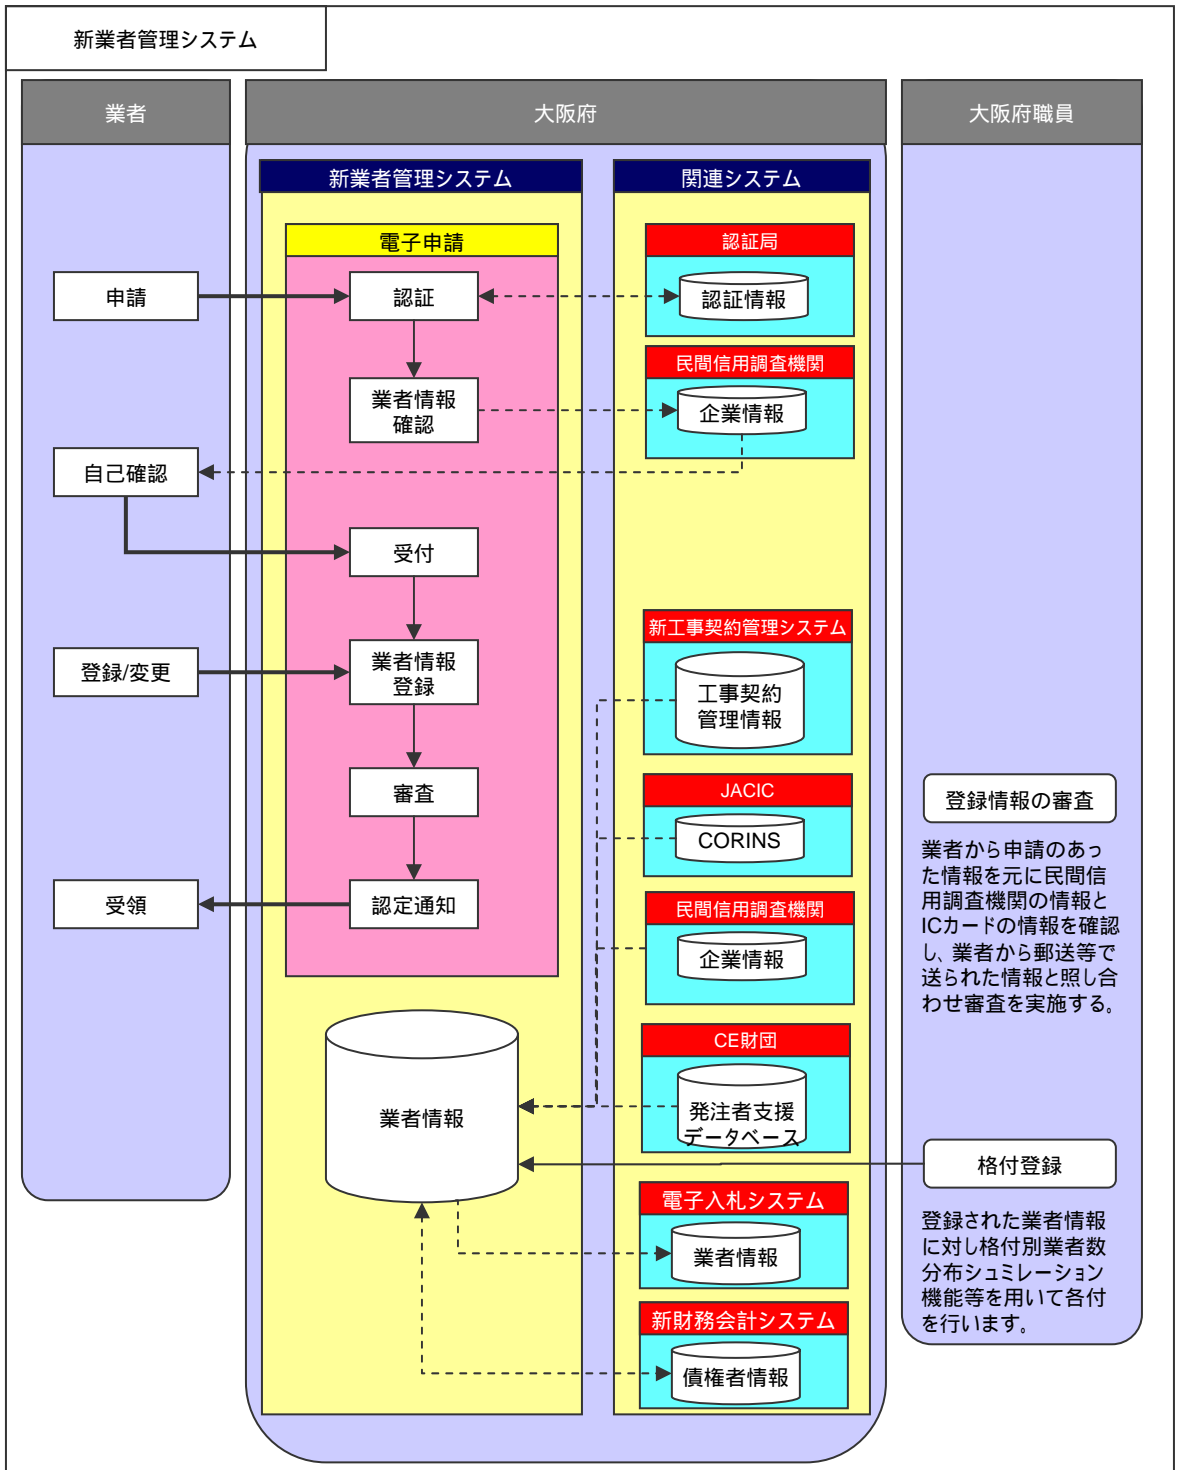 新業者管理システム
業者
大阪府
大阪府職員
新業者管理システム
関連システム
電子申請
認証局
申請
認証
認証情報
民間信用調査機関
業者情報
確認
企業情報
自己確認
受付
新工事契約管理システム
登録/変更
業者情報
登録
工事契約
管理情報
審査
JACIC
CORINS
登録情報の審査
業者から申請のあっ
た情報を元に民間信
用調査機関の情報と
ICカードの情報を確認
し、業者から郵送等で
送られた情報と照し合
わせ審査を実施する。
受領
認定通知
民間信用調査機関
企業情報
CE財団
業者情報
発注者支援
データベース
格付登録
電子入札システム
業者情報
登録された業者情報
に対し格付別業者数
分布シュミレーション
機能等を用いて各付
を行います。
新財務会計システム
債権者情報